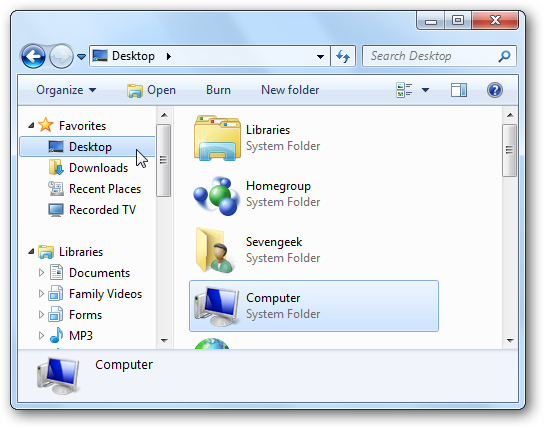 Desktop
Search Desktop
Organize Open Burn New folder
Favorites
Desktop
Downloads
Recent Places
Recorded TV
Libraries
Documents
Family Videos
Forms
MP3
Libraries
System Folder
Homegroup
System Folder
Sevengeek
System Folder
Computer
System Folder
Computer